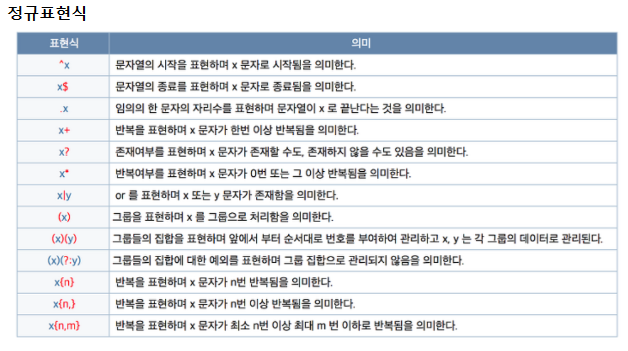 정규표현식
표현식 의미
^x 문자열의 시작을 표현하며 x 문자로 시작됨을 의미한다.
x$ 문자열의 종료를 표현하며 x 문자로 종료됨을 의미한다.
.x 임의의 한 문자의 자리수를 표현하며 문자열이 x 로 끝난다는 것을 의미한다.
x+ 반복을 표현하며 x 문자가 한번 이상 반복됨을 의미한다.
x? 존재여부를 표현하며 x 문자가 존재할 수도, 존재하지 않을 수도 있음을 의미한다.
x* 반복여부를 표현하며 x 문자가 0번 또는 그 이상 반복됨을 의미한다.
x|y or 를 표현하며 x 또는 y 문자가 존재함을 의미한다.
(x) 그룹을 표현하며 x 를 그룹으로 처리함을 의미한다.
(x)(y) 그룹들의 집합을 표현하며 앞에서 부터 순서대로 번호를 부여하여 관리하고 x, y 는 각 그룹의 데이터로 관리된다.
(x)(?:y) 그룹들의 집합에 대한 예외를 표현하며 그룹 집합으로 관리되지 않음을 의미한다.
x{n} 반복을 표현하며 x 문자가 n번 반복됨을 의미한다.
x{n,} 반복을 표현하며 x 문자가 n번 이상 반복됨을 의미한다.
x{n,m} 반복을 표현하며 x 문자가 최소 n번 이상 최대 m 번 이하로 반복됨을 의미한다.